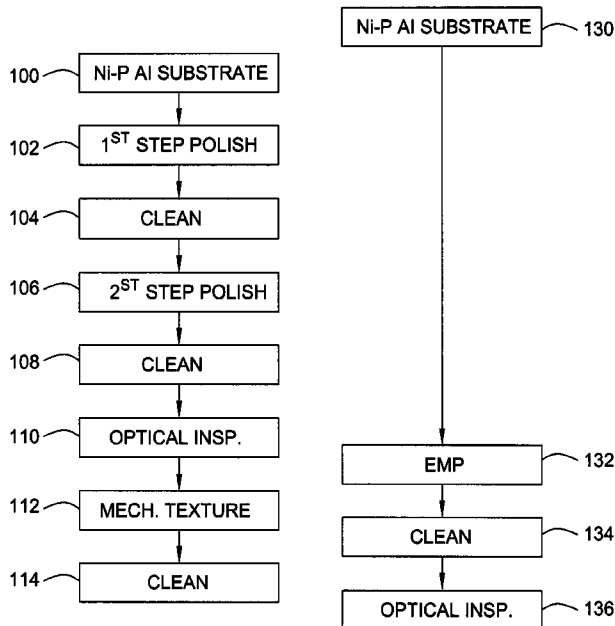 100 Ni-P Al SUBSTRATE
102 1ST STEP POLISH
104 CLEAN
106 2ST STEP POLISH
108 CLEAN
110 OPTICAL INSP.
112 MECH. TEXTURE
114 CLEAN
Ni-P Al SUBSTRATE 130
EMP 132
CLEAN 134
OPTICAL INSP. 136